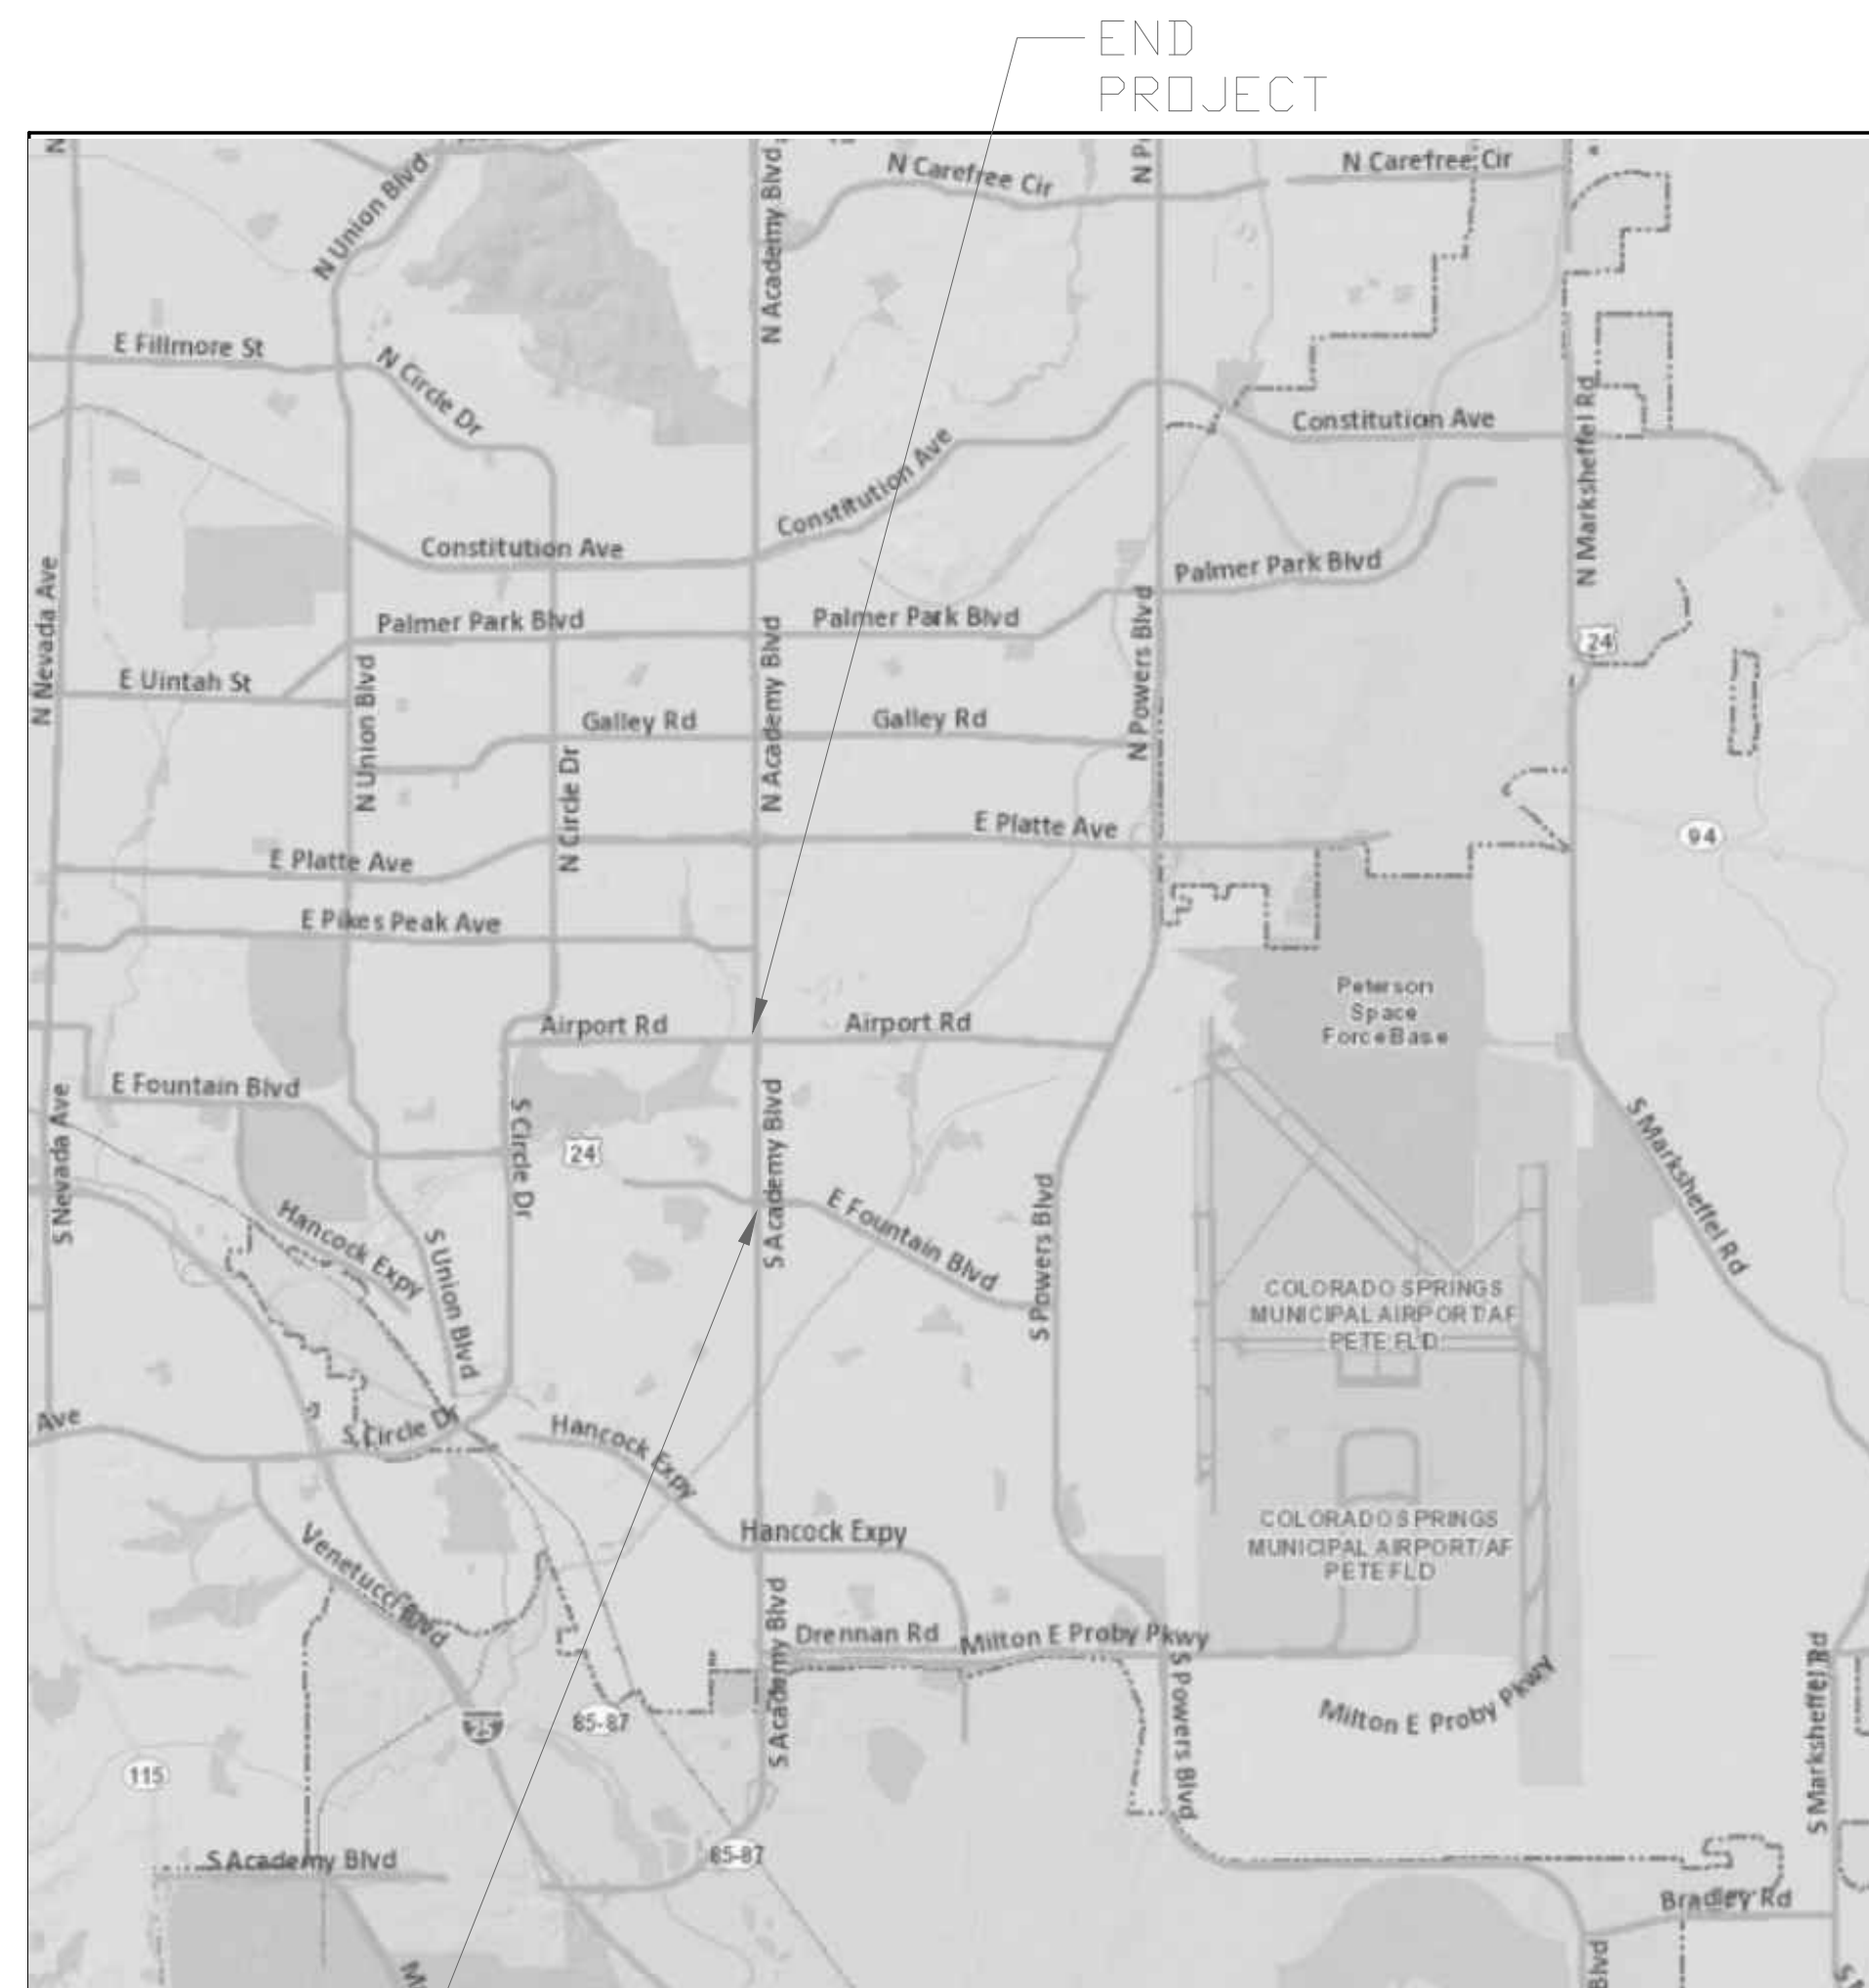 END
PROJECT
N Union Blvd
N Academy Blvd
N Carefree Cir
N Carefree Cir
E Fillmore St
N Circle Dr
Constitution Ave
Constitution Ave
N Marksheffel Rd
Constitution Ave
Palmer Park Blvd
N Nevada Ave
Palmer Park Blvd
Palmer Park Blvd
24
E Uintah St
N Union Blvd
N Academy Blvd
N Powers Blvd
Galley Rd
Galley Rd
N Circle Dr
E Platte Ave
94
E Platte Ave
E Pikes Peak Ave
Peterson
Space
Force Base
Airport Rd
Airport Rd
E Fountain Blvd
S Nevada Ave
S Circle Dr
24
S Academy Blvd
S Marksheffel Rd
E Fountain Blvd
S Powers Blvd
Hancock Expy
S Union Blvd
COLORADO SPRINGS
MUNICIPAL AIRPORT/AF
PETE FLD
Ave
S Circle Dr
Hancock Expy
Hancock Expy
COLORADO SPRINGS
MUNICIPAL AIRPORT/AF
PETE FLD
Venetucci Blvd
S Academy Blvd
Drennan Rd
Milton E Proby Pkwy
S Powers Blvd
Milton E Proby Pkwy
S Marksheffel Rd
25
85-87
115
85-87
S Academy Blvd
Bradley Rd
Blvd